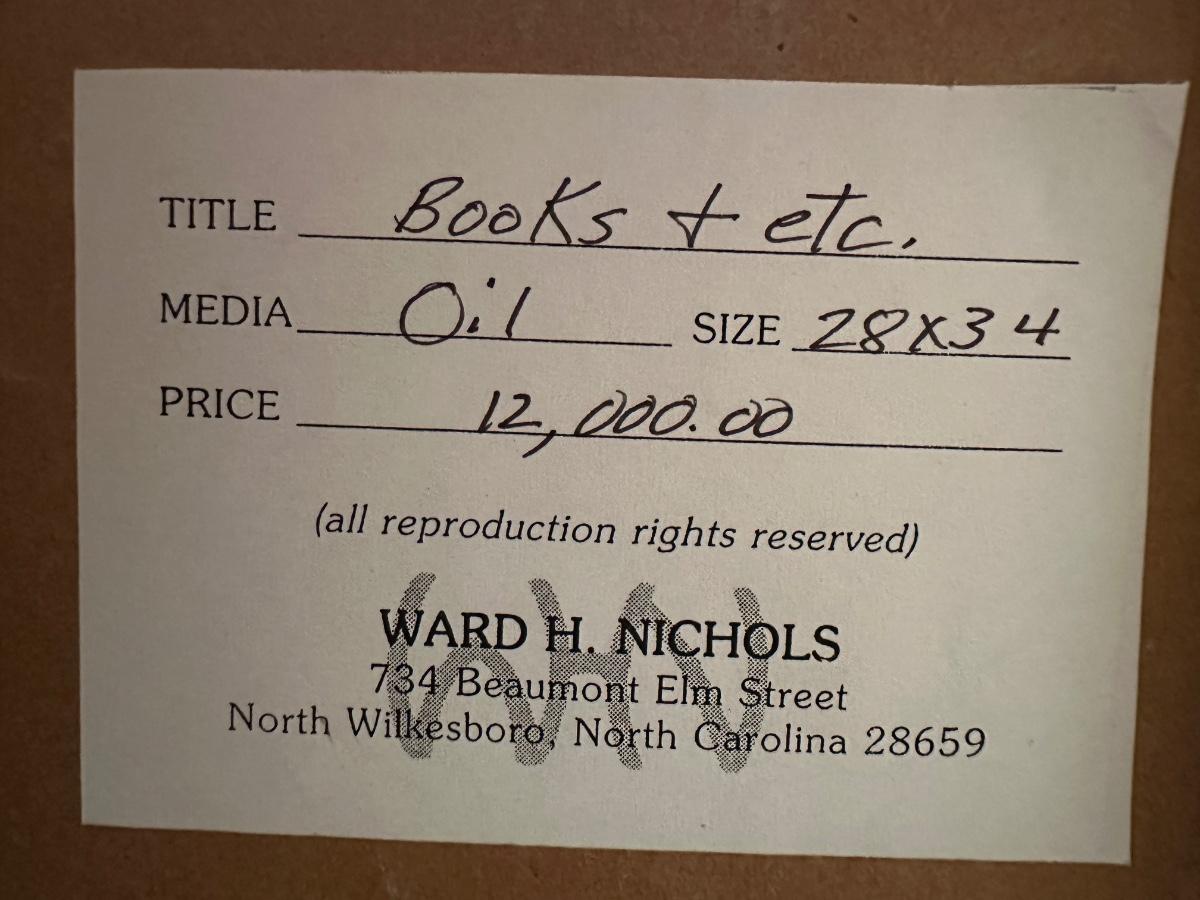 TITLE Books + etc.
MEDIA Oil SIZE 28x34
PRICE 12,000.00
(all reproduction rights reserved)
WHN
WARD H. NICHOLS
734 Beaumont Elm Street
North Wilkesboro, North Carolina 28659